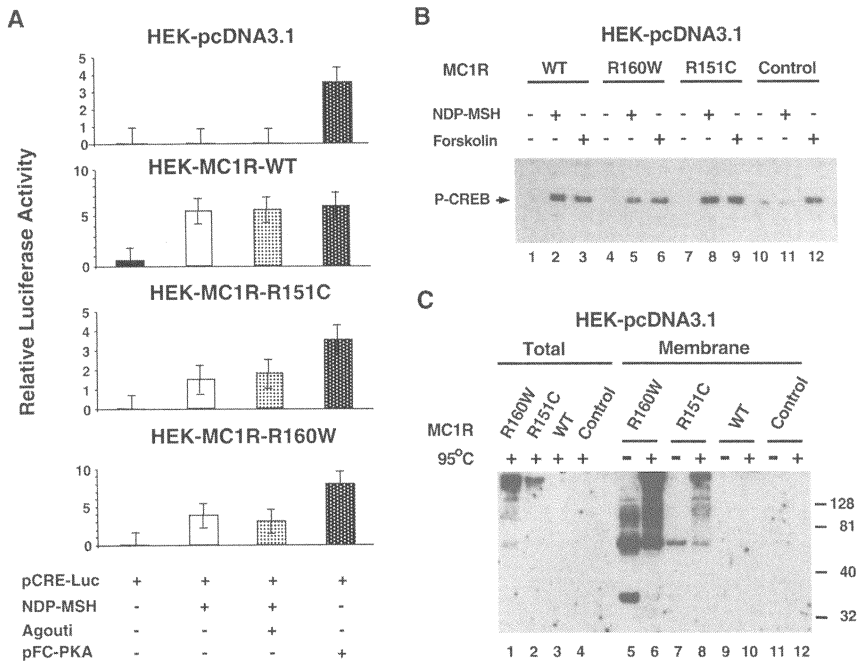 A
HEK-pcDNA3.1
5
4
3
2
1
0
HEK-MC1R-WT
10
5
0
HEK-MC1R-R151C
5
4
3
2
1
0
HEK-MC1R-R160W
10
5
0
Relative Luciferase Activity
pCRE-Luc + + + +
NDP-MSH - + + -
Agouti - - + -
pFC-PKA - - - +
B
HEK-pcDNA3.1
MC1R WT R160W R151C Control
NDP-MSH - + - - + - - + - - + -
Forskolin - - + - - + - - + - - +
P-CREB
1 2 3 4 5 6 7 8 9 10 11 12
C
HEK-pcDNA3.1
Total Membrane
MC1R R160W R151C WT Control R160W R151C WT Control
95°C + + + + - + - + - + - +
128
81
40
32
1 2 3 4 5 6 7 8 9 10 11 12